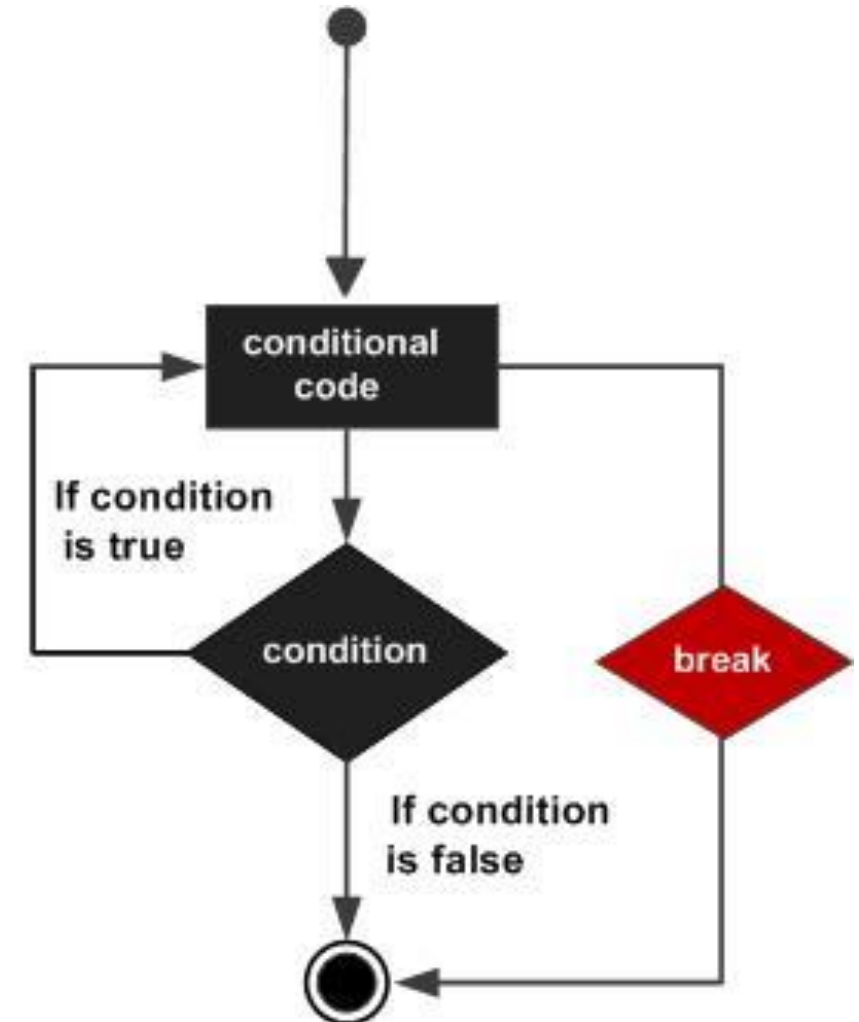 conditional
code
If condition
is true
condition
break
If condition
is false